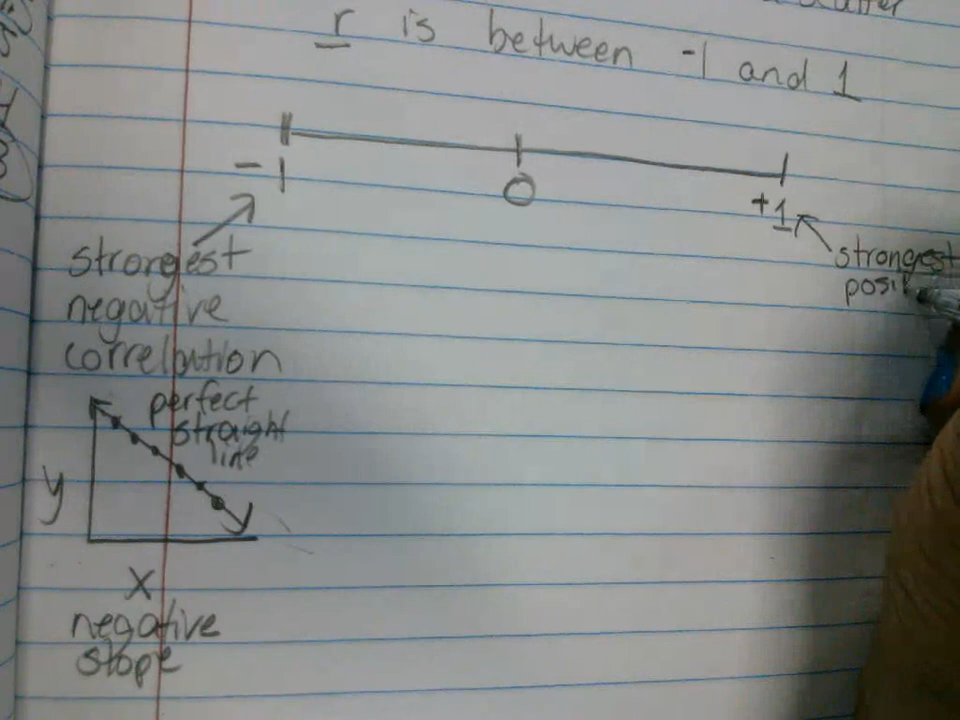 r is between -1 and 1
-1
0
+1
strongest
negative
correlation
strongest
posi
perfect
straight
line
y
x
negative
slope